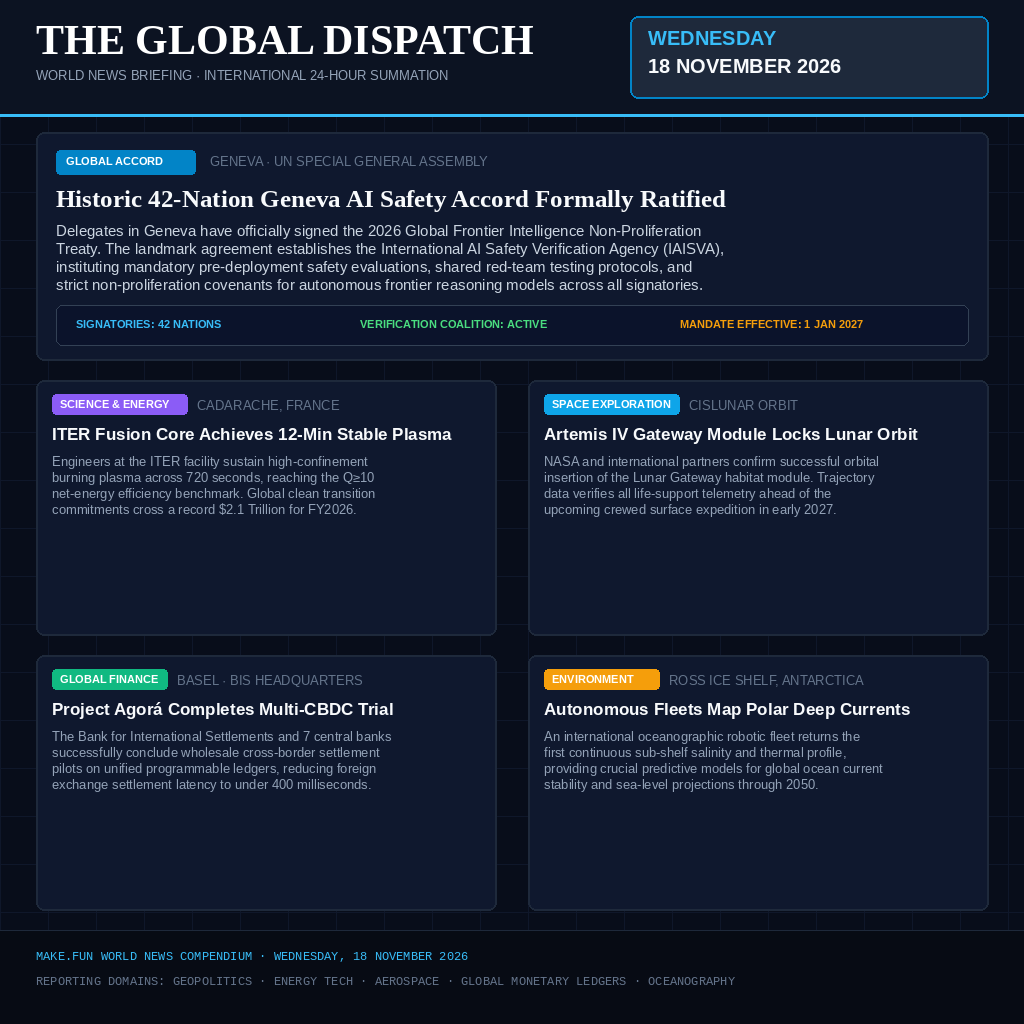 THE GLOBAL DISPATCH
WORLD NEWS BRIEFING · INTERNATIONAL 24-HOUR SUMMATION
WEDNESDAY
18 NOVEMBER 2026
GLOBAL ACCORD
GENEVA · UN SPECIAL GENERAL ASSEMBLY
Historic 42-Nation Geneva AI Safety Accord Formally Ratified
Delegates in Geneva have officially signed the 2026 Global Frontier Intelligence Non-Proliferation
Treaty. The landmark agreement establishes the International AI Safety Verification Agency (IAISVA),
instituting mandatory pre-deployment safety evaluations, shared red-team testing protocols, and
strict non-proliferation covenants for autonomous frontier reasoning models across all signatories.
SIGNATORIES: 42 NATIONS
VERIFICATION COALITION: ACTIVE
MANDATE EFFECTIVE: 1 JAN 2027
SCIENCE & ENERGY
CADARACHE, FRANCE
ITER Fusion Core Achieves 12-Min Stable Plasma
Engineers at the ITER facility sustain high-confinement
burning plasma across 720 seconds, reaching the Q≥10
net-energy efficiency benchmark. Global clean transition
commitments cross a record $2.1 Trillion for FY2026.
SPACE EXPLORATION
CISLUNAR ORBIT
Artemis IV Gateway Module Locks Lunar Orbit
NASA and international partners confirm successful orbital
insertion of the Lunar Gateway habitat module. Trajectory
data verifies all life-support telemetry ahead of the
upcoming crewed surface expedition in early 2027.
GLOBAL FINANCE
BASEL · BIS HEADQUARTERS
Project Agorá Completes Multi-CBDC Trial
The Bank for International Settlements and 7 central banks
successfully conclude wholesale cross-border settlement
pilots on unified programmable ledgers, reducing foreign
exchange settlement latency to under 400 milliseconds.
ENVIRONMENT
ROSS ICE SHELF, ANTARCTICA
Autonomous Fleets Map Polar Deep Currents
An international oceanographic robotic fleet returns the
first continuous sub-shelf salinity and thermal profile,
providing crucial predictive models for global ocean current
stability and sea-level projections through 2050.
MAKE.FUN WORLD NEWS COMPENDIUM · WEDNESDAY, 18 NOVEMBER 2026
REPORTING DOMAINS: GEOPOLITICS · ENERGY TECH · AEROSPACE · GLOBAL MONETARY LEDGERS · OCEANOGRAPHY